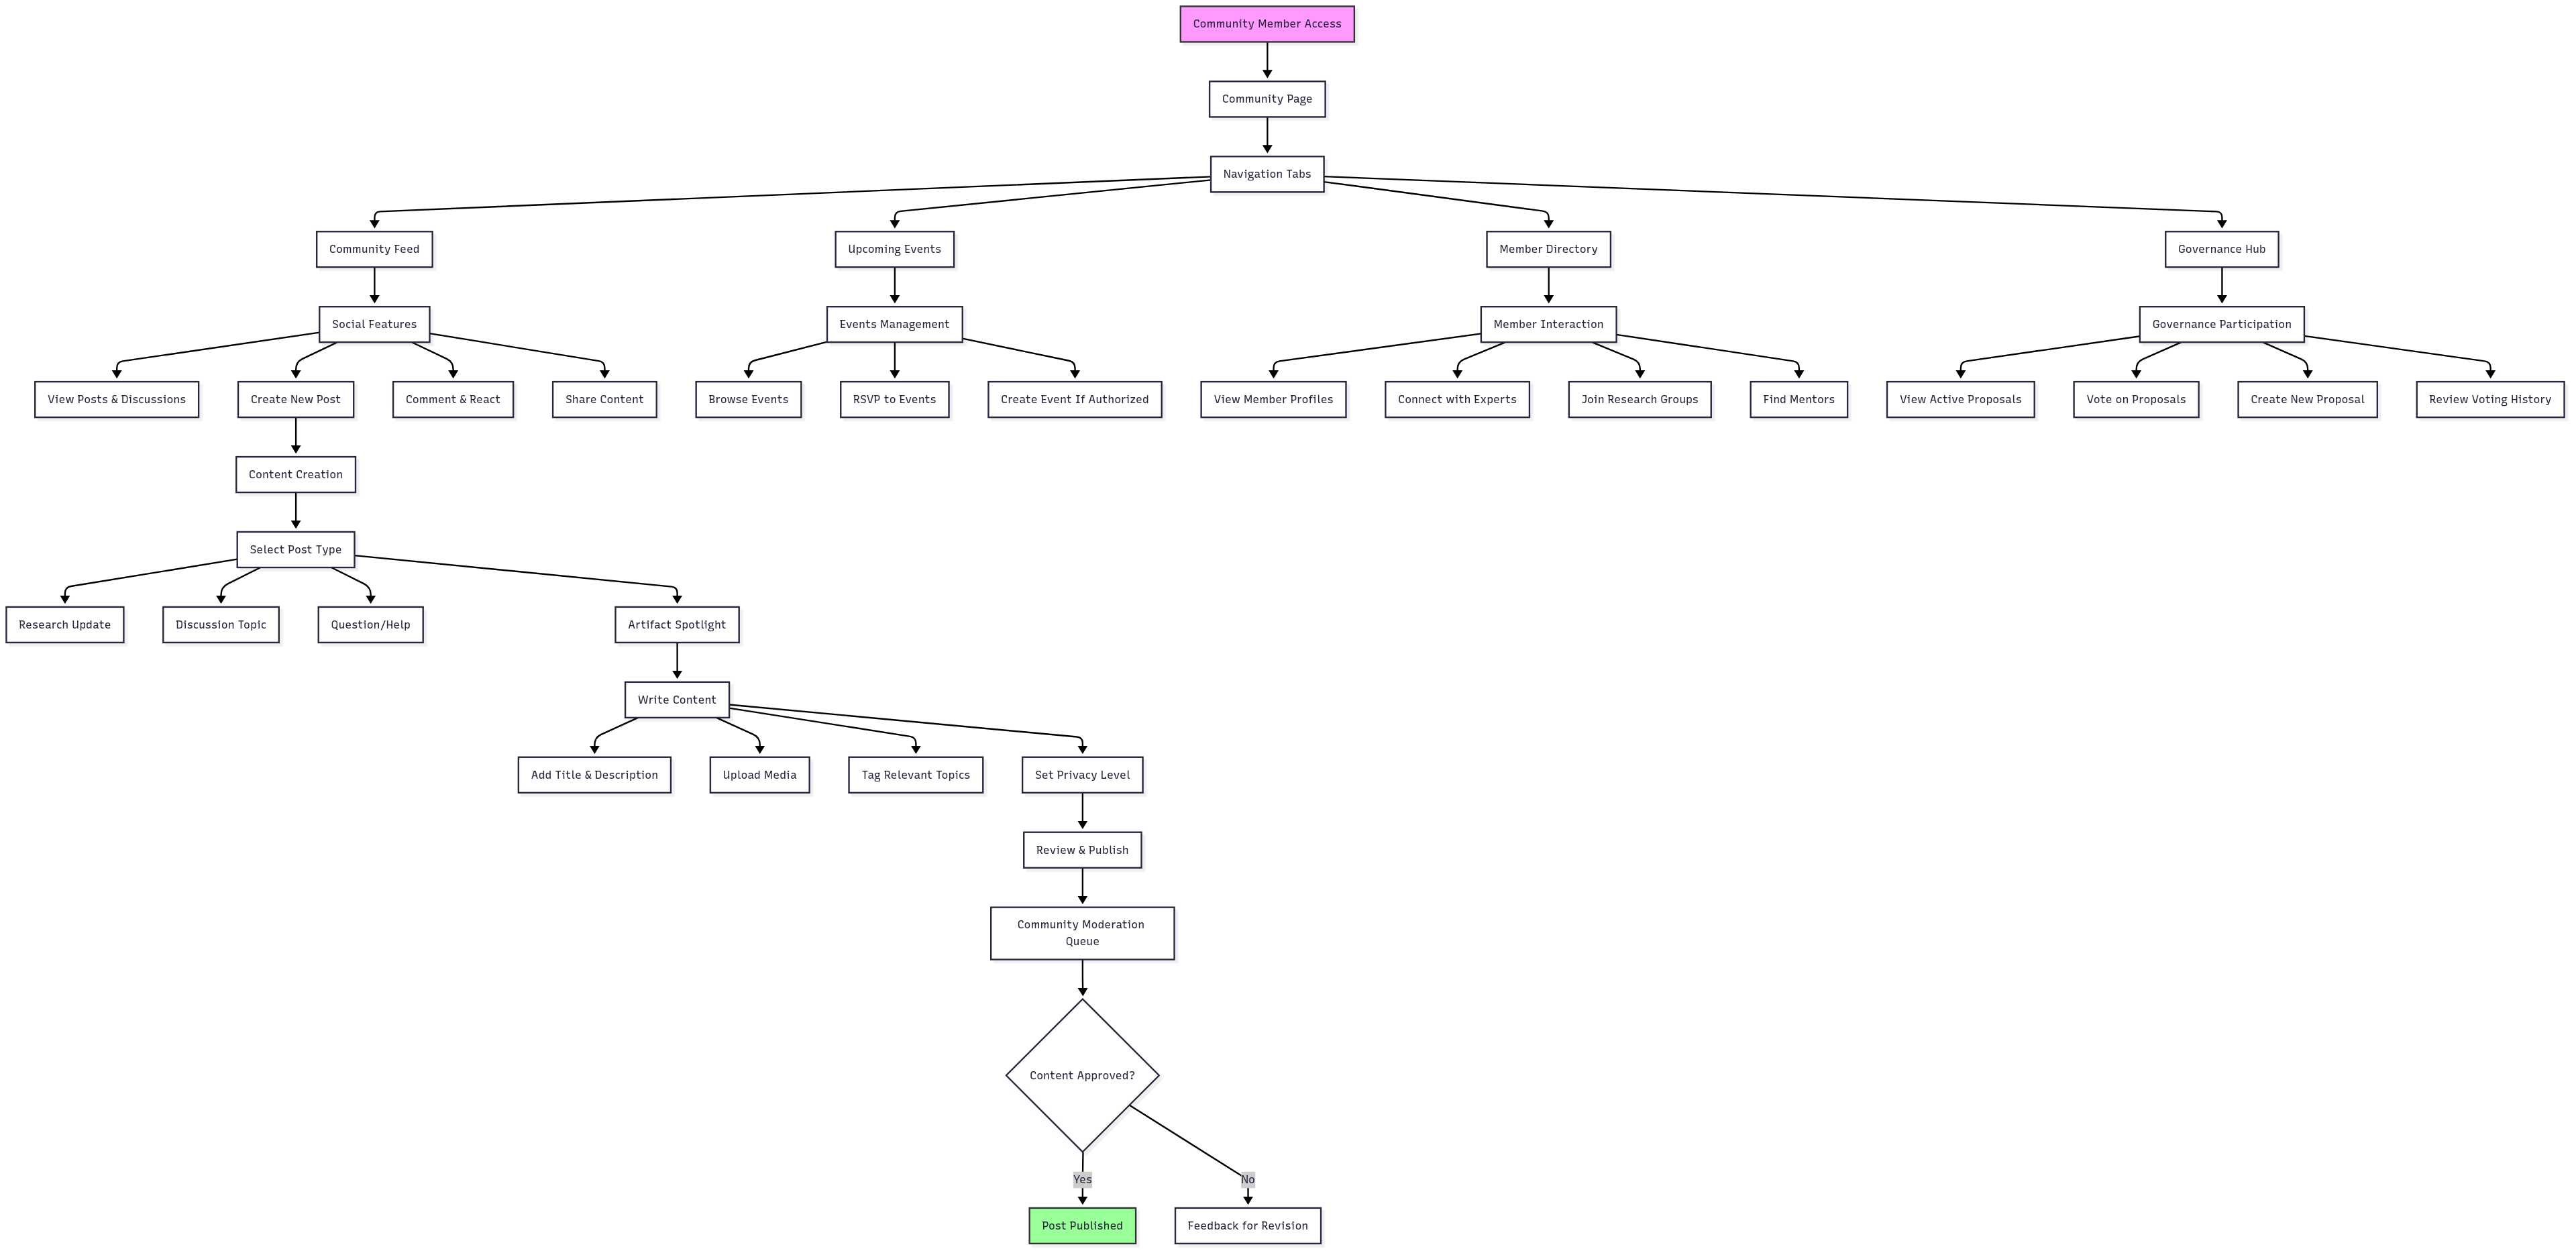 Community Member Access
Community Page
Navigation Tabs
Community Feed
Upcoming Events
Member Directory
Governance Hub
Social Features
Events Management
Member Interaction
Governance Participation
View Posts & Discussions
Create New Post
Comment & React
Share Content
Browse Events
RSVP to Events
Create Event If Authorized
View Member Profiles
Connect with Experts
Join Research Groups
Find Mentors
View Active Proposals
Vote on Proposals
Create New Proposal
Review Voting History
Content Creation
Select Post Type
Research Update
Discussion Topic
Question/Help
Artifact Spotlight
Write Content
Add Title & Description
Upload Media
Tag Relevant Topics
Set Privacy Level
Review & Publish
Community Moderation
Queue
Content Approved?
Yes
No
Post Published
Feedback for Revision